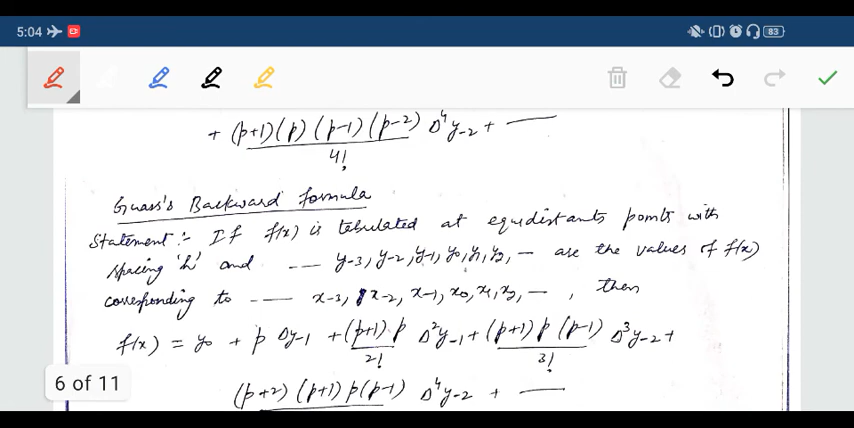 5:04 83
+ (p+1)(p)(p-1)(p-2)/4! Δ⁴y₋₂ + ——
Guass's Backward formula
Statement:- If f(x) is tabulated at equidistants points with
spacing 'h' and ---- y-3, y-2, y-1, y0, y1, y2, -- are the values of f(x)
corresponding to ---- x-3, x-2, x-1, x0, x1, x2, --, then
f(x) = y₀ + p Δy₋₁ + (p+1)p/2! Δ²y₋₁ + (p+1)p(p-1)/3! Δ³y₋₂ +
6 of 11
(p+2)(p+1)p(p-1) Δ⁴y₋₂ + ——